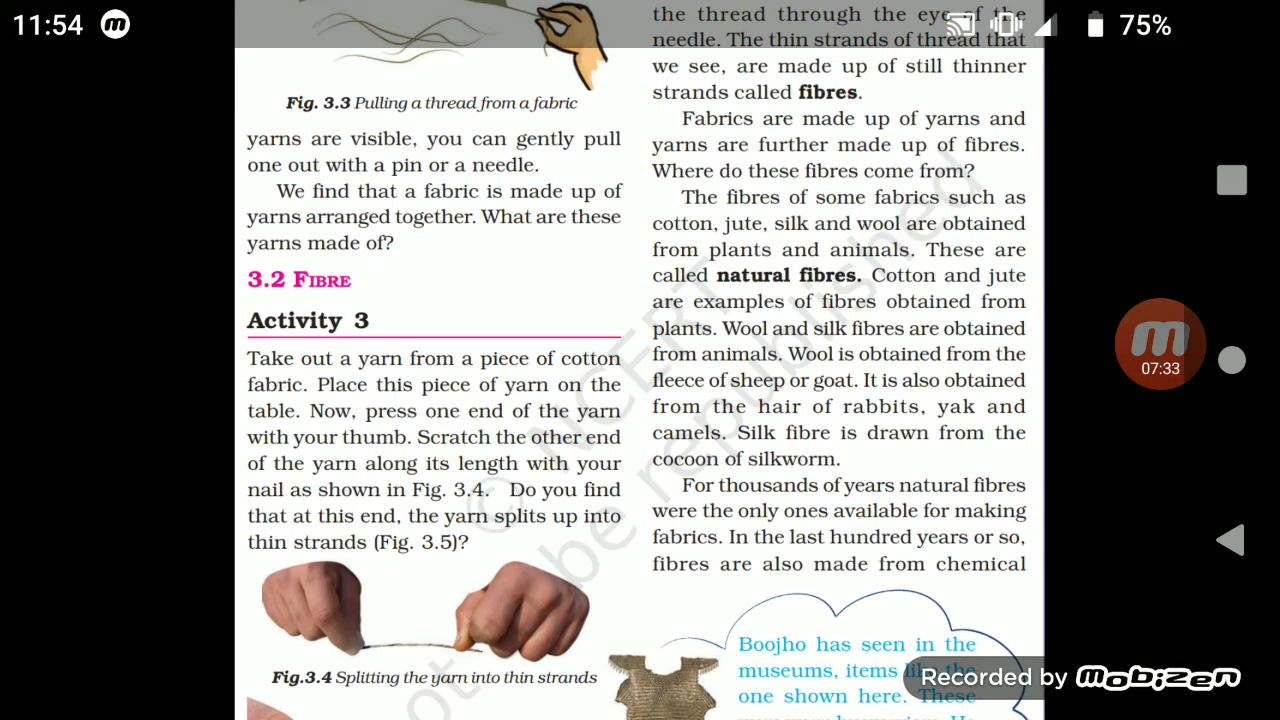 11:54
75%
Fig. 3.3 Pulling a thread from a fabric
yarns are visible, you can gently pull
one out with a pin or a needle.
We find that a fabric is made up of
yarns arranged together. What are these
yarns made of?
3.2 FIBRE
Activity 3
Take out a yarn from a piece of cotton
fabric. Place this piece of yarn on the
table. Now, press one end of the yarn
with your thumb. Scratch the other end
of the yarn along its length with your
nail as shown in Fig. 3.4. Do you find
that at this end, the yarn splits up into
thin strands (Fig. 3.5)?
Fig.3.4 Splitting the yarn into thin strands
the thread through the eye of the
needle. The thin strands of thread that
we see, are made up of still thinner
strands called fibres.
Fabrics are made up of yarns and
yarns are further made up of fibres.
Where do these fibres come from?
The fibres of some fabrics such as
cotton, jute, silk and wool are obtained
from plants and animals. These are
called natural fibres. Cotton and jute
are examples of fibres obtained from
plants. Wool and silk fibres are obtained
from animals. Wool is obtained from the
fleece of sheep or goat. It is also obtained
from the hair of rabbits, yak and
camels. Silk fibre is drawn from the
cocoon of silkworm.
For thousands of years natural fibres
were the only ones available for making
fabrics. In the last hundred years or so,
fibres are also made from chemical
Boojho has seen in the
museums, items like the
one shown here. These
© NCERT
not be republished
07:33
Recorded by mobizen